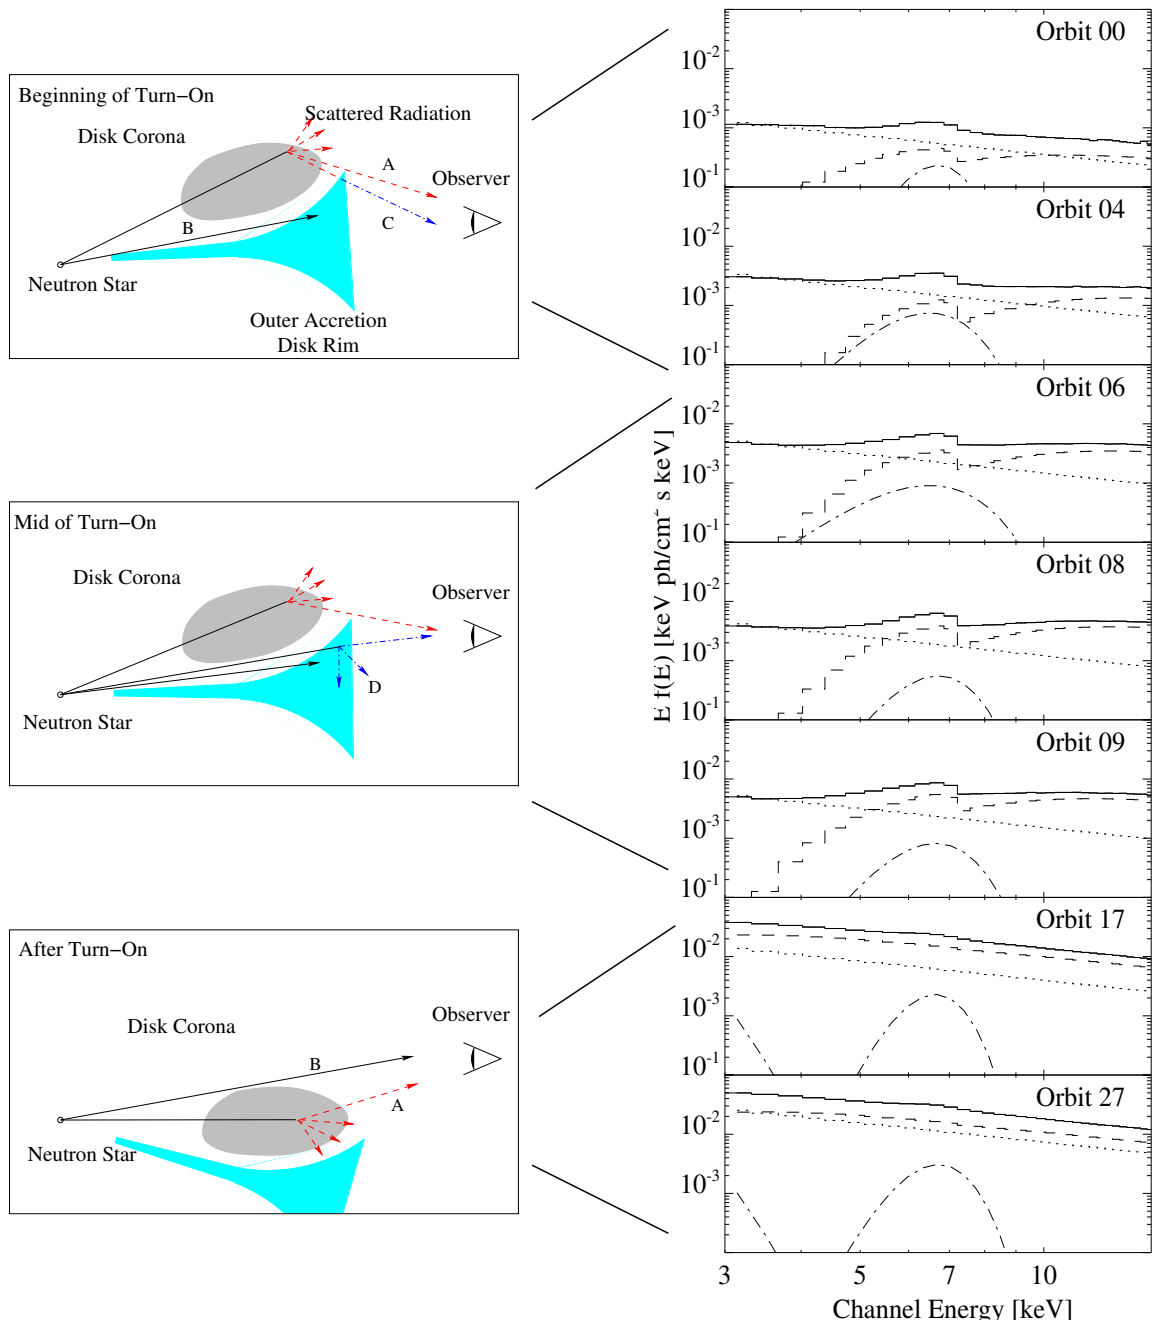 Beginning of Turn−On
Scattered Radiation
Disk Corona
A
Observer
B
C
Neutron Star
Outer Accretion
Disk Rim
Mid of Turn−On
Disk Corona
Observer
D
Neutron Star
After Turn−On
Observer
Disk Corona
B
A
Neutron Star
E f(E) [keV ph/cm² s keV]
Orbit 00
10⁻²
10⁻³
10⁻¹
Orbit 04
10⁻²
10⁻³
10⁻¹
Orbit 06
10⁻²
10⁻³
10⁻¹
Orbit 08
10⁻²
10⁻³
10⁻¹
Orbit 09
10⁻²
10⁻³
10⁻¹
Orbit 17
10⁻²
10⁻³
10⁻¹
Orbit 27
10⁻²
10⁻³
3 5 7 10
Channel Energy [keV]